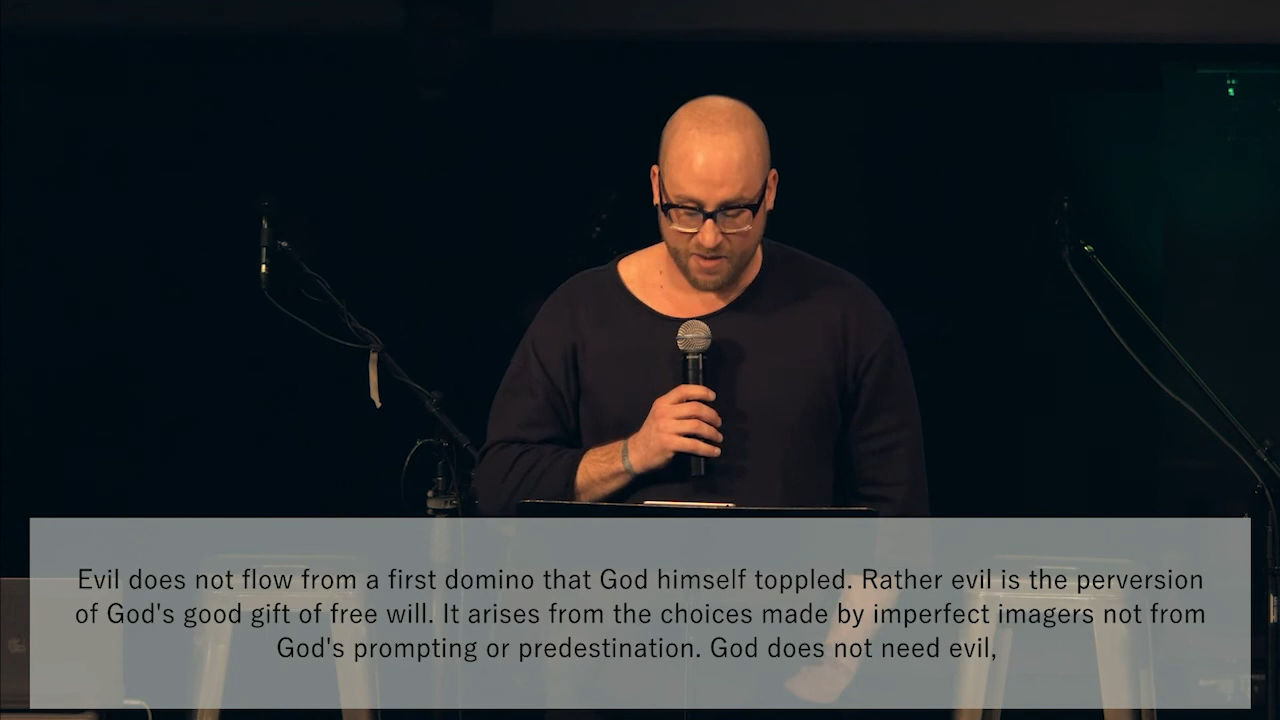 Evil does not flow from a first domino that God himself toppled. Rather evil is the perversion
of God's good gift of free will. It arises from the choices made by imperfect imagers not from
God's prompting or predestination. God does not need evil,